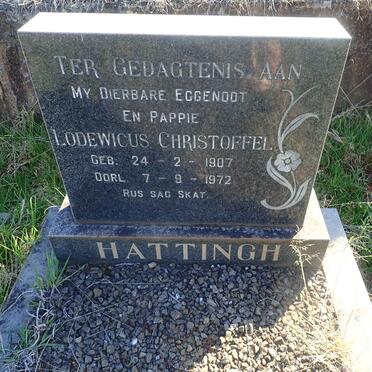 TER GEDAGTENIS AAN
MY DIERBARE EGGENOOT
EN PAPPIE
LODEWICUS CHRISTOFFEL
GEB. 24 - 2 - 1907
OORL. 7 - 9 - 1972
RUS SAG SKAT.
HATTINGH